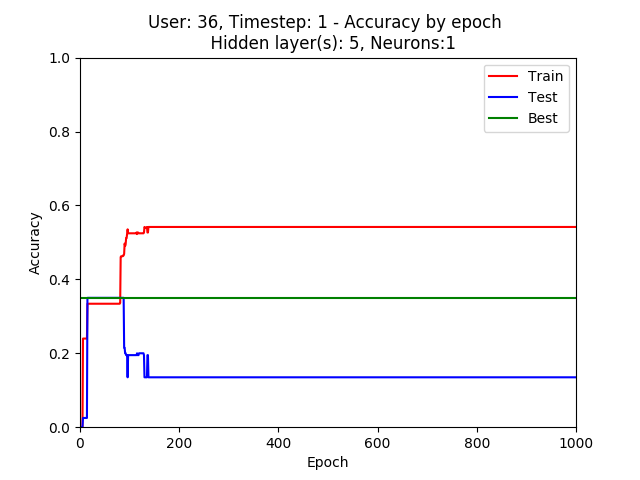 User: 36, Timestep: 1 - Accuracy by epoch
Hidden layer(s): 5, Neurons:1
1.0
0.8
0.6
0.4
0.2
0.0
Accuracy
Train
Test
Best
0 200 400 600 800 1000
Epoch